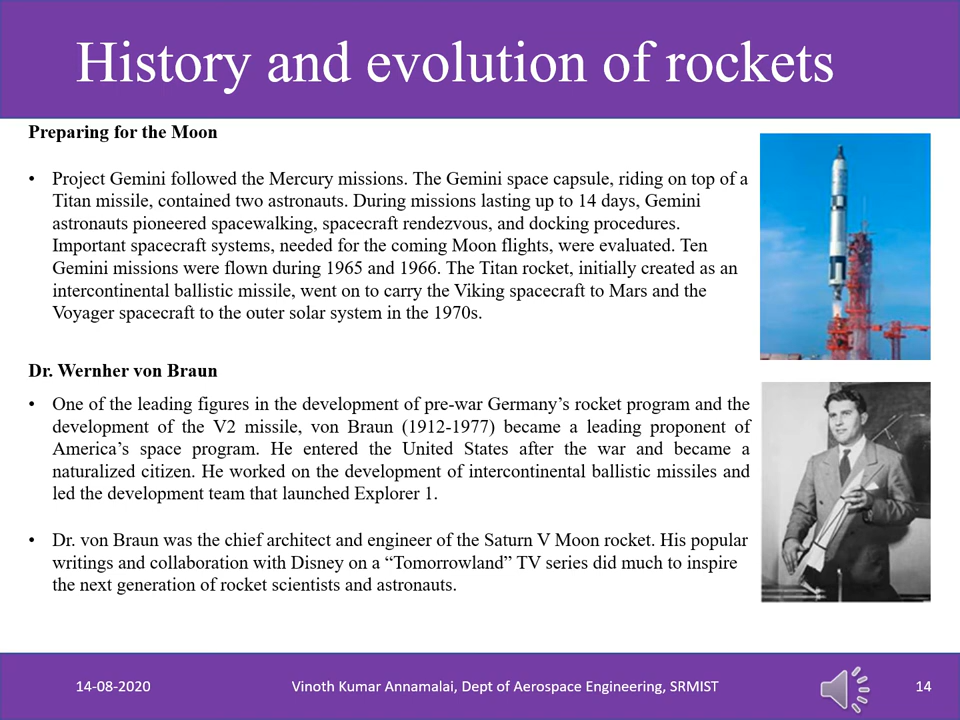 History and evolution of rockets
Preparing for the Moon
• Project Gemini followed the Mercury missions. The Gemini space capsule, riding on top of a
Titan missile, contained two astronauts. During missions lasting up to 14 days, Gemini
astronauts pioneered spacewalking, spacecraft rendezvous, and docking procedures.
Important spacecraft systems, needed for the coming Moon flights, were evaluated. Ten
Gemini missions were flown during 1965 and 1966. The Titan rocket, initially created as an
intercontinental ballistic missile, went on to carry the Viking spacecraft to Mars and the
Voyager spacecraft to the outer solar system in the 1970s.
Dr. Wernher von Braun
• One of the leading figures in the development of pre-war Germany’s rocket program and the
development of the V2 missile, von Braun (1912-1977) became a leading proponent of
America’s space program. He entered the United States after the war and became a
naturalized citizen. He worked on the development of intercontinental ballistic missiles and
led the development team that launched Explorer 1.
• Dr. von Braun was the chief architect and engineer of the Saturn V Moon rocket. His popular
writings and collaboration with Disney on a “Tomorrowland” TV series did much to inspire
the next generation of rocket scientists and astronauts.
14-08-2020
Vinoth Kumar Annamalai, Dept of Aerospace Engineering, SRMIST
14